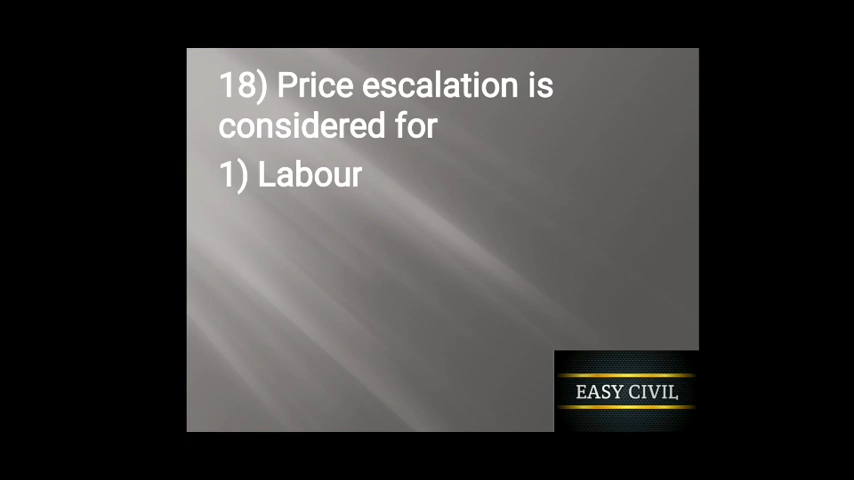 18) Price escalation is
considered for
1) Labour
EASY CIVIL